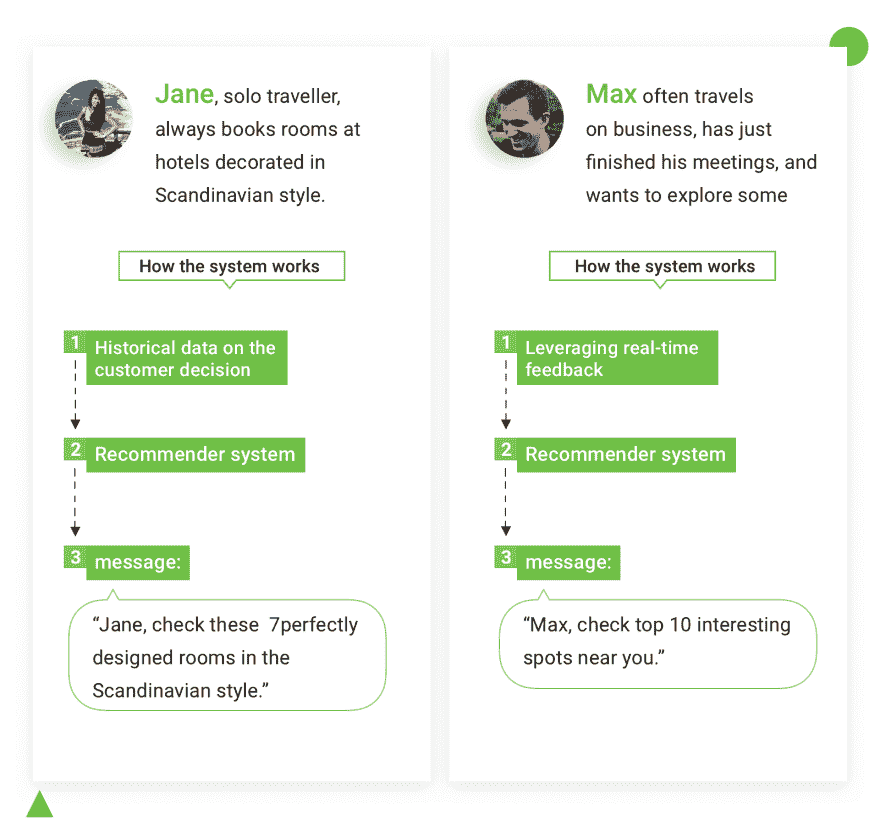 Jane, solo traveller,
always books rooms at
hotels decorated in
Scandinavian style.
How the system works
1 Historical data on the
customer decision
2 Recommender system
3 message:
“Jane, check these  7perfectly
designed rooms in the
Scandinavian style.”
Max often travels
on business, has just
finished his meetings, and
wants to explore some
How the system works
1 Leveraging real-time
feedback
2 Recommender system
3 message:
“Max, check top 10 interesting
spots near you.”